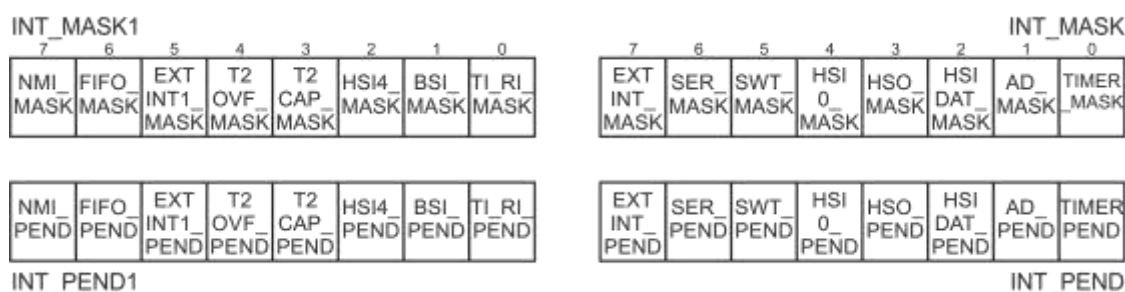 INT_MASK1
7 6 5 4 3 2 1 0
NMI_ MASK
FIFO_ MASK
EXT INT1_ MASK
T2 OVF_ MASK
T2 CAP_ MASK
HSI4_ MASK
BSI_ MASK
TI_RI_ MASK
INT_MASK
7 6 5 4 3 2 1 0
EXT INT_ MASK
SER_ MASK
SWT_ MASK
HSI 0_ MASK
HSO_ MASK
HSI DAT_ MASK
AD_ MASK
TIMER _MASK
NMI_ PEND
FIFO_ PEND
EXT INT1_ PEND
T2 OVF_ PEND
T2 CAP_ PEND
HSI4_ PEND
BSI_ PEND
TI_RI_ PEND
INT_PEND1
EXT INT_ PEND
SER_ PEND
SWT_ PEND
HSI 0_ PEND
HSO_ PEND
HSI DAT_ PEND
AD_ PEND
TIMER PEND
INT_PEND